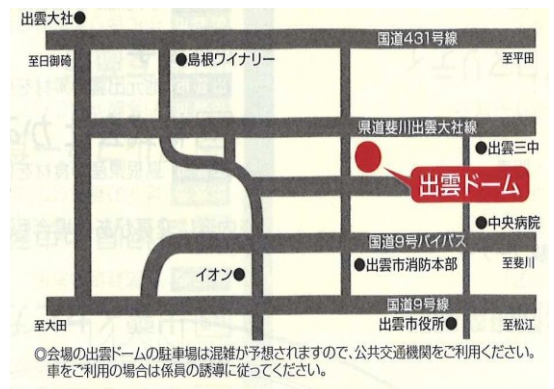 出雲大社●
国道431号線
至日御碕
●島根ワイナリー
至平田
県道斐川出雲大社線
●出雲三中
出雲ドーム
●中央病院
国道9号バイパス
イオン●
●出雲市消防本部
至斐川
国道9号線
至大田
出雲市役所●
至松江
◎会場の出雲ドームの駐車場は混雑が予想されますので、公共交通機関をご利用ください。
車をご利用の場合は係員の誘導に従ってください。